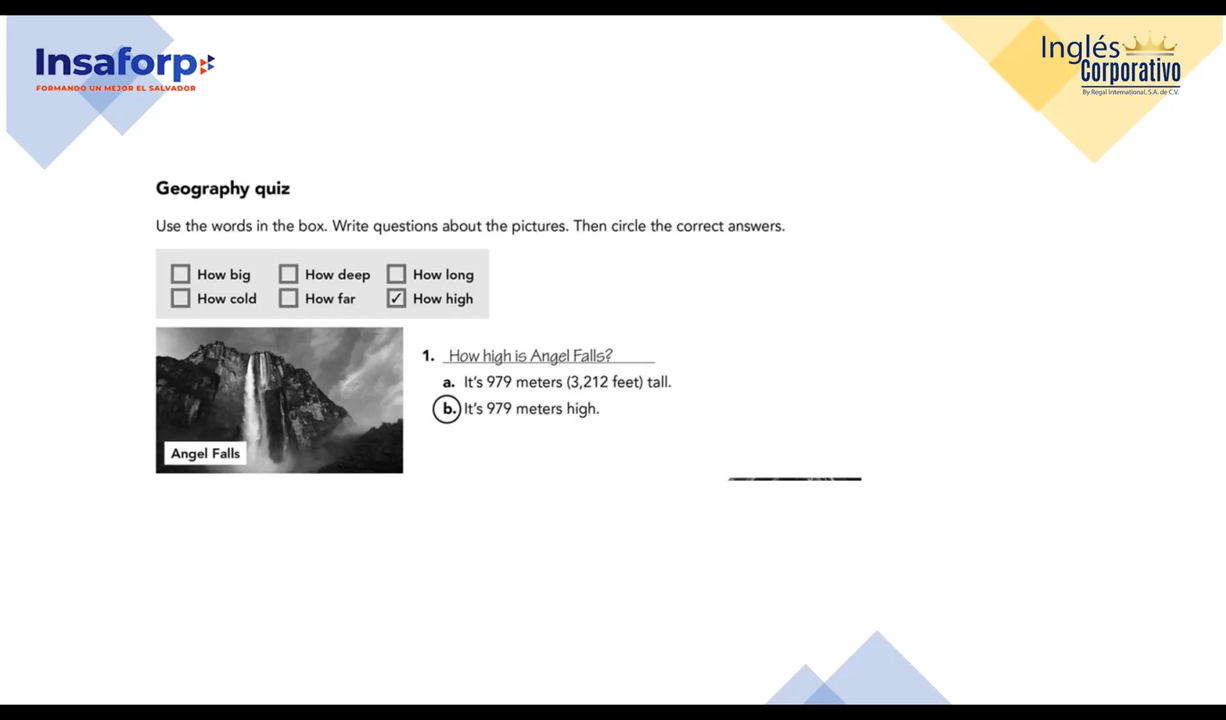 Insaforp
FORMANDO UN MEJOR EL SALVADOR
Inglés
Corporativo
By Regal International, S.A. de C.V.
Geography quiz
Use the words in the box. Write questions about the pictures. Then circle the correct answers.
How big How deep How long
How cold How far ✓ How high
1. How high is Angel Falls?
a. It's 979 meters (3,212 feet) tall.
b. It's 979 meters high.
Angel Falls